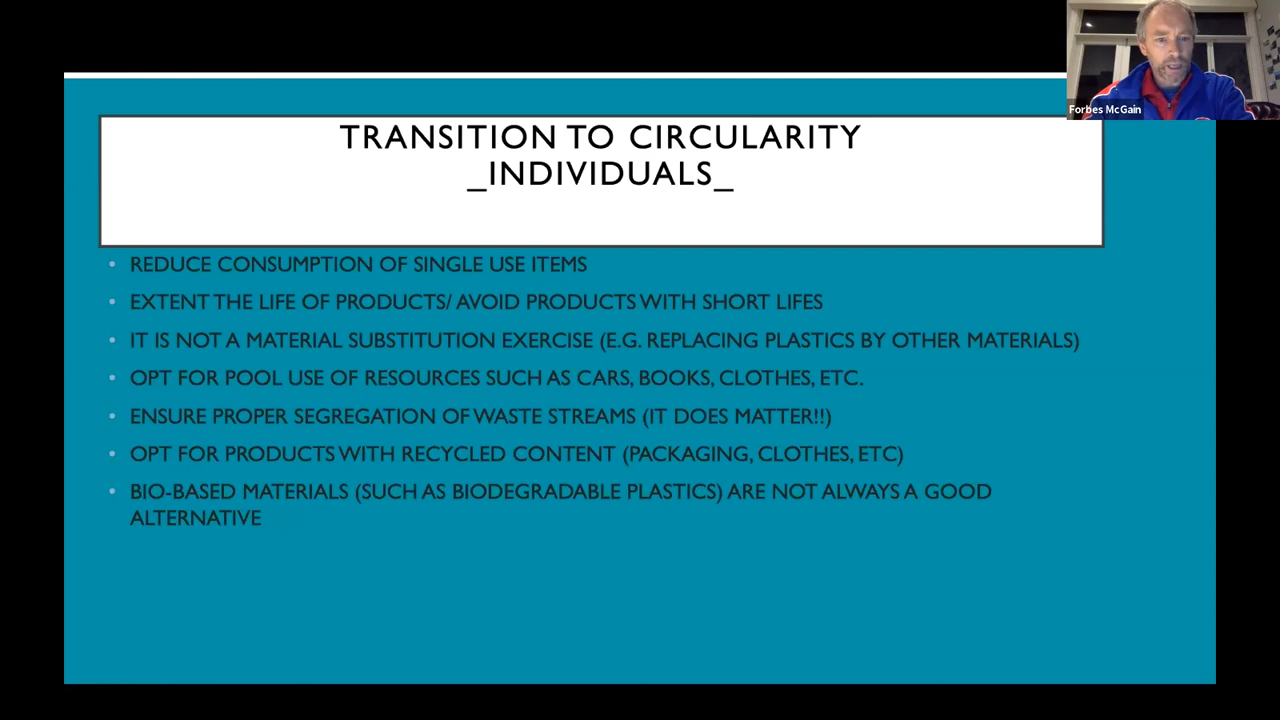 Forbes McGain
TRANSITION TO CIRCULARITY
_INDIVIDUALS_
• REDUCE CONSUMPTION OF SINGLE USE ITEMS
• EXTENT THE LIFE OF PRODUCTS/ AVOID PRODUCTS WITH SHORT LIFES
• IT IS NOT A MATERIAL SUBSTITUTION EXERCISE (E.G. REPLACING PLASTICS BY OTHER MATERIALS)
• OPT FOR POOL USE OF RESOURCES SUCH AS CARS, BOOKS, CLOTHES, ETC.
• ENSURE PROPER SEGREGATION OF WASTE STREAMS (IT DOES MATTER!!)
• OPT FOR PRODUCTS WITH RECYCLED CONTENT (PACKAGING, CLOTHES, ETC)
• BIO-BASED MATERIALS (SUCH AS BIODEGRADABLE PLASTICS) ARE NOT ALWAYS A GOOD
ALTERNATIVE